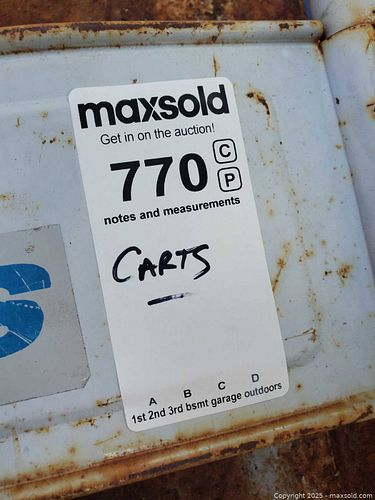 maxsold
Get in on the auction!
770 C
P
notes and measurements
CARTS
S
A B C D
1st 2nd 3rd bsmt garage outdoors
Copyright 2025 - maxsold.com